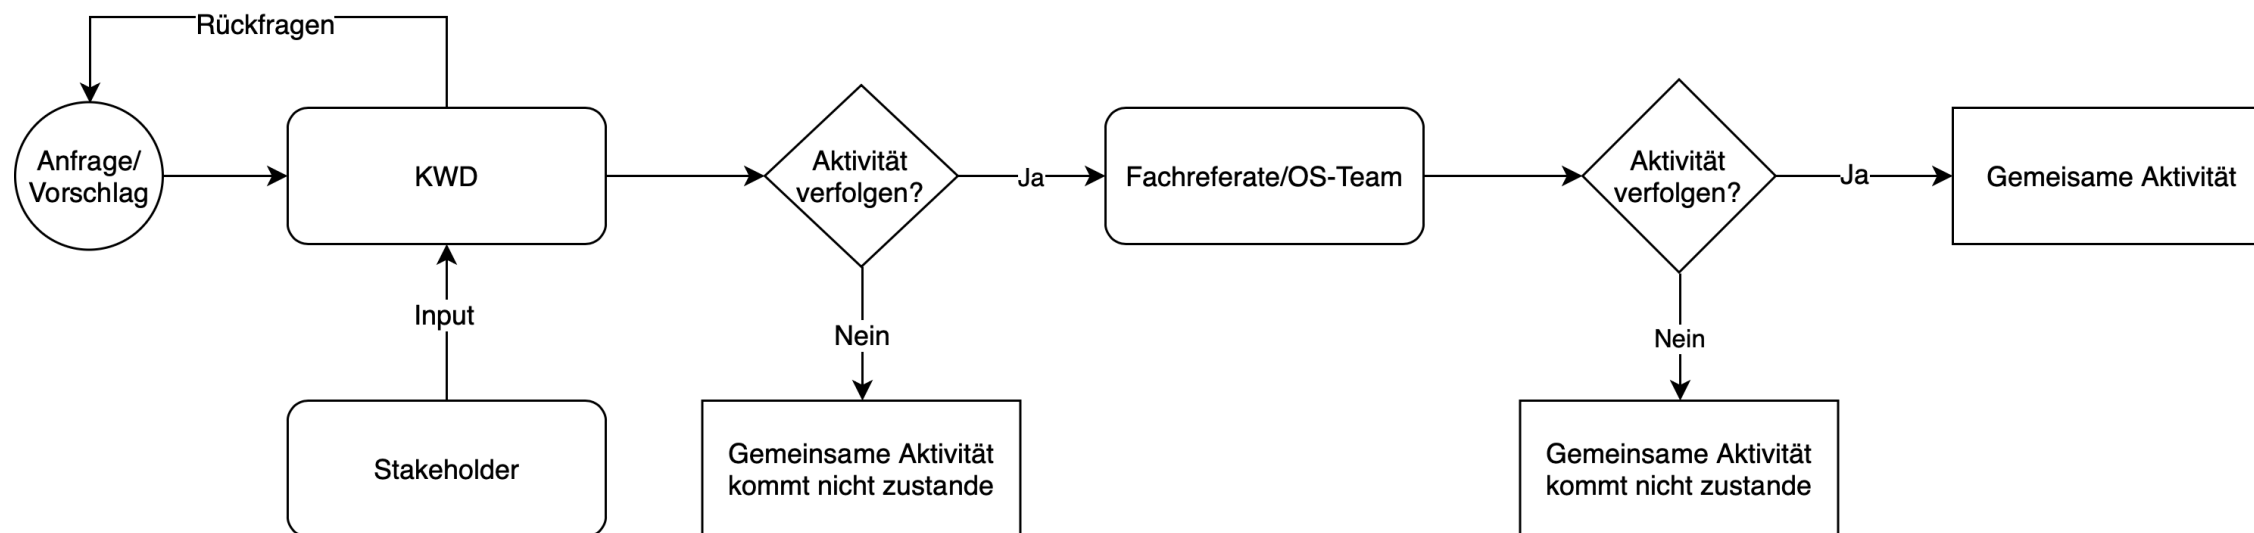 Rückfragen
Anfrage/
Vorschlag
KWD
Aktivität
verfolgen?
Ja
Fachreferate/OS-Team
Aktivität
verfolgen?
Ja
Gemeisame Aktivität
Input
Nein
Nein
Stakeholder
Gemeinsame Aktivität
kommt nicht zustande
Gemeinsame Aktivität
kommt nicht zustande